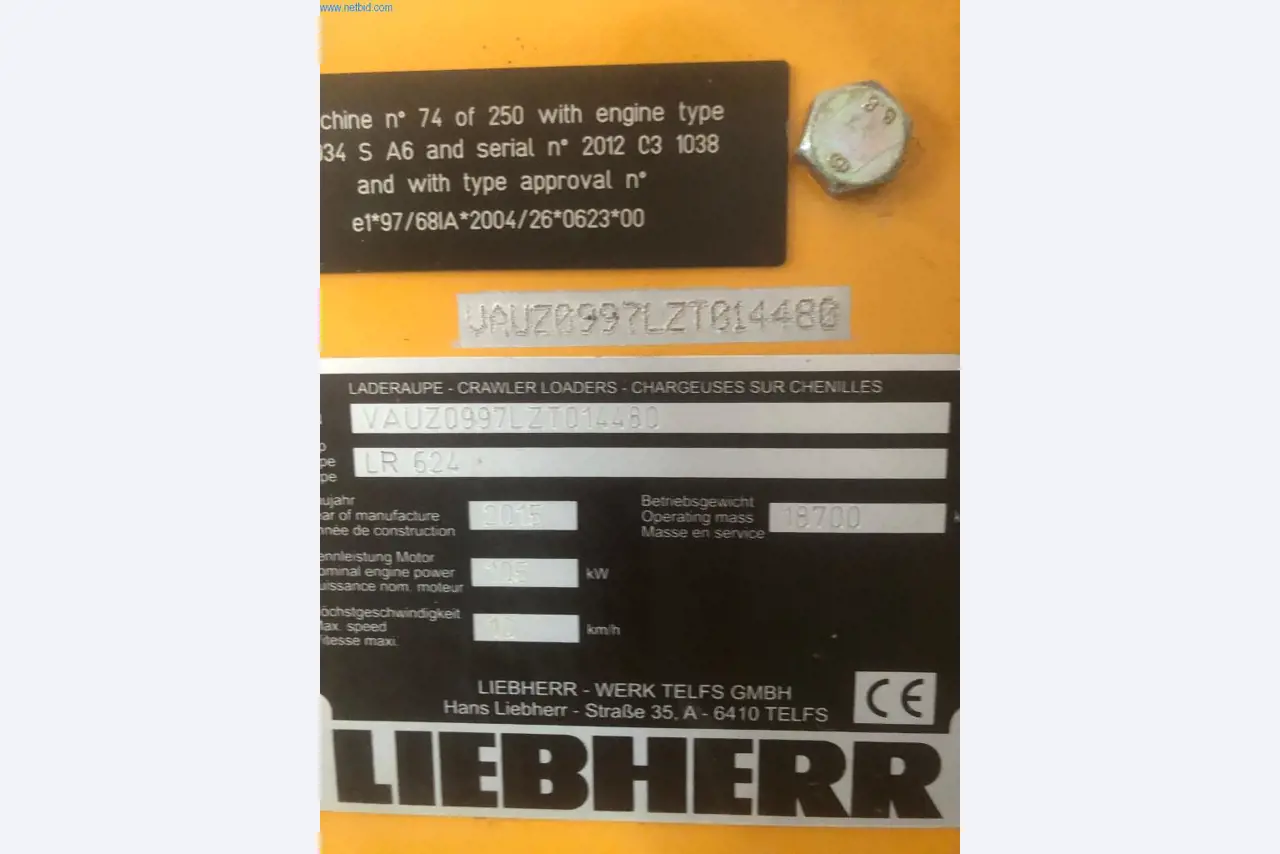 www.netbid.com
chine n° 74 of 250 with engine type
034 S A6 and serial n° 2012 C3 1038
and with type approval n°
e1*97/68IA*2004/26*0623*00
8.8
VAUZ0997LZT014480
LADERAUPE - CRAWLER LOADERS - CHARGEUSES SUR CHENILLES
VAUZ0997LZT014480
pe
LR 624
pe
ujahr
ar of manufacture
née de construction
2015
Betriebsgewicht
Operating mass
Masse en service
18700
ennleistung Motor
ominal engine power
uissance nom. moteur
105
kW
öchstgeschwindigkeit
ax. speed
itesse maxi.
km/h
LIEBHERR - WERK TELFS GMBH
Hans Liebherr - Straße 35, A - 6410 TELFS
CE
LIEBHERR